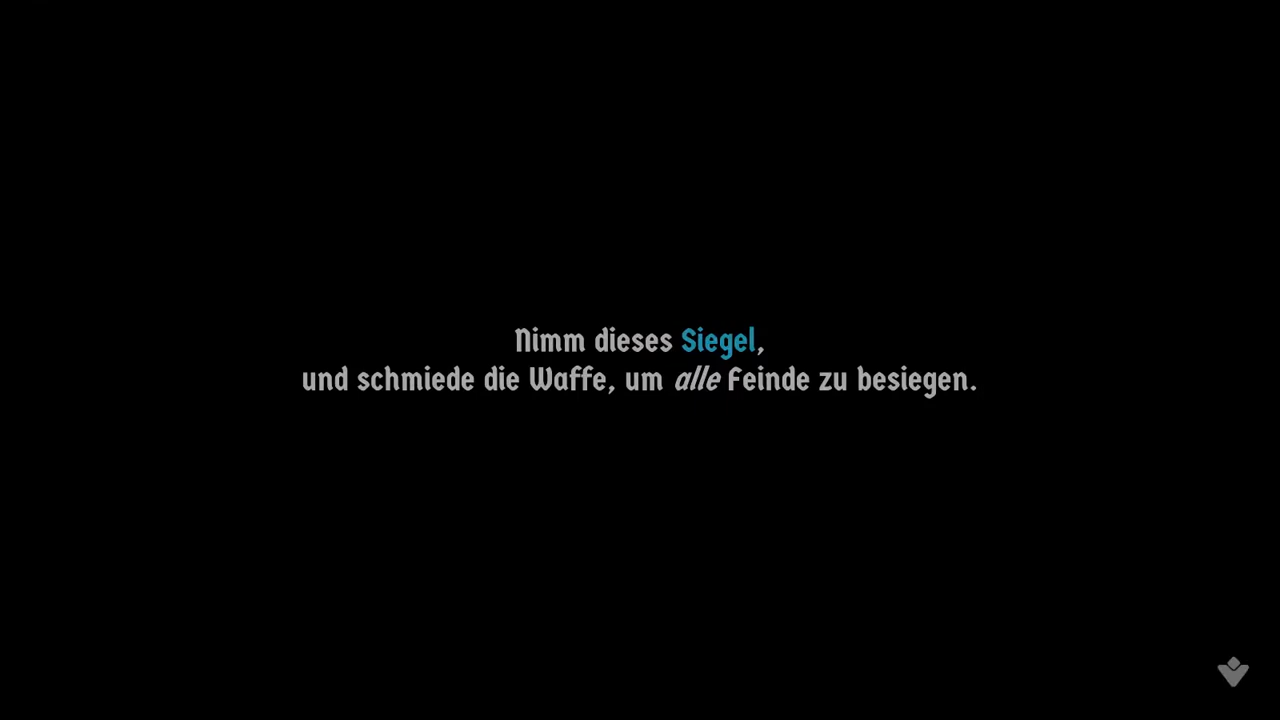 Nimm dieses Siegel,
und schmiede die Waffe, um alle Feinde zu besiegen.